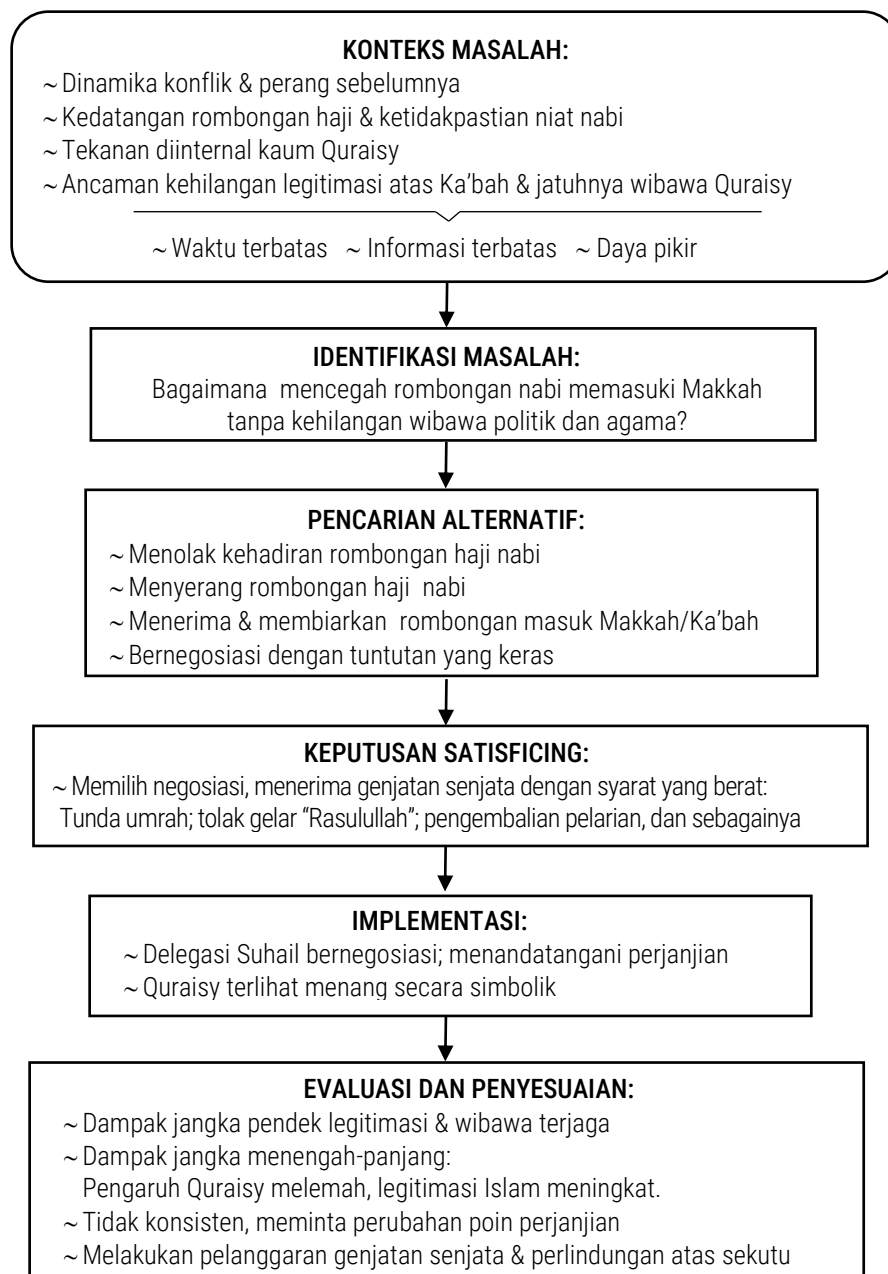 KONTEKS MASALAH:
~ Dinamika konflik & perang sebelumnya
~ Kedatangan rombongan haji & ketidakpastian niat nabi
~ Tekanan diinternal kaum Quraisy
~ Ancaman kehilangan legitimasi atas Ka’bah & jatuhnya wibawa Quraisy
~ Waktu terbatas ~ Informasi terbatas ~ Daya pikir
IDENTIFIKASI MASALAH:
Bagaimana mencegah rombongan nabi memasuki Makkah
tanpa kehilangan wibawa politik dan agama?
PENCARIAN ALTERNATIF:
~ Menolak kehadiran rombongan haji nabi
~ Menyerang rombongan haji nabi
~ Menerima & membiarkan rombongan masuk Makkah/Ka’bah
~ Bernegosiasi dengan tuntutan yang keras
KEPUTUSAN SATISFICING:
~ Memilih negosiasi, menerima genjatan senjata dengan syarat yang berat:
Tunda umrah; tolak gelar “Rasulullah”; pengembalian pelarian, dan sebagainya
IMPLEMENTASI:
~ Delegasi Suhail bernegosiasi; menandatangani perjanjian
~ Quraisy terlihat menang secara simbolik
EVALUASI DAN PENYESUAIAN:
~ Dampak jangka pendek legitimasi & wibawa terjaga
~ Dampak jangka menengah-panjang:
Pengaruh Quraisy melemah, legitimasi Islam meningkat.
~ Tidak konsisten, meminta perubahan poin perjanjian
~ Melakukan pelanggaran genjatan senjata & perlindungan atas sekutu